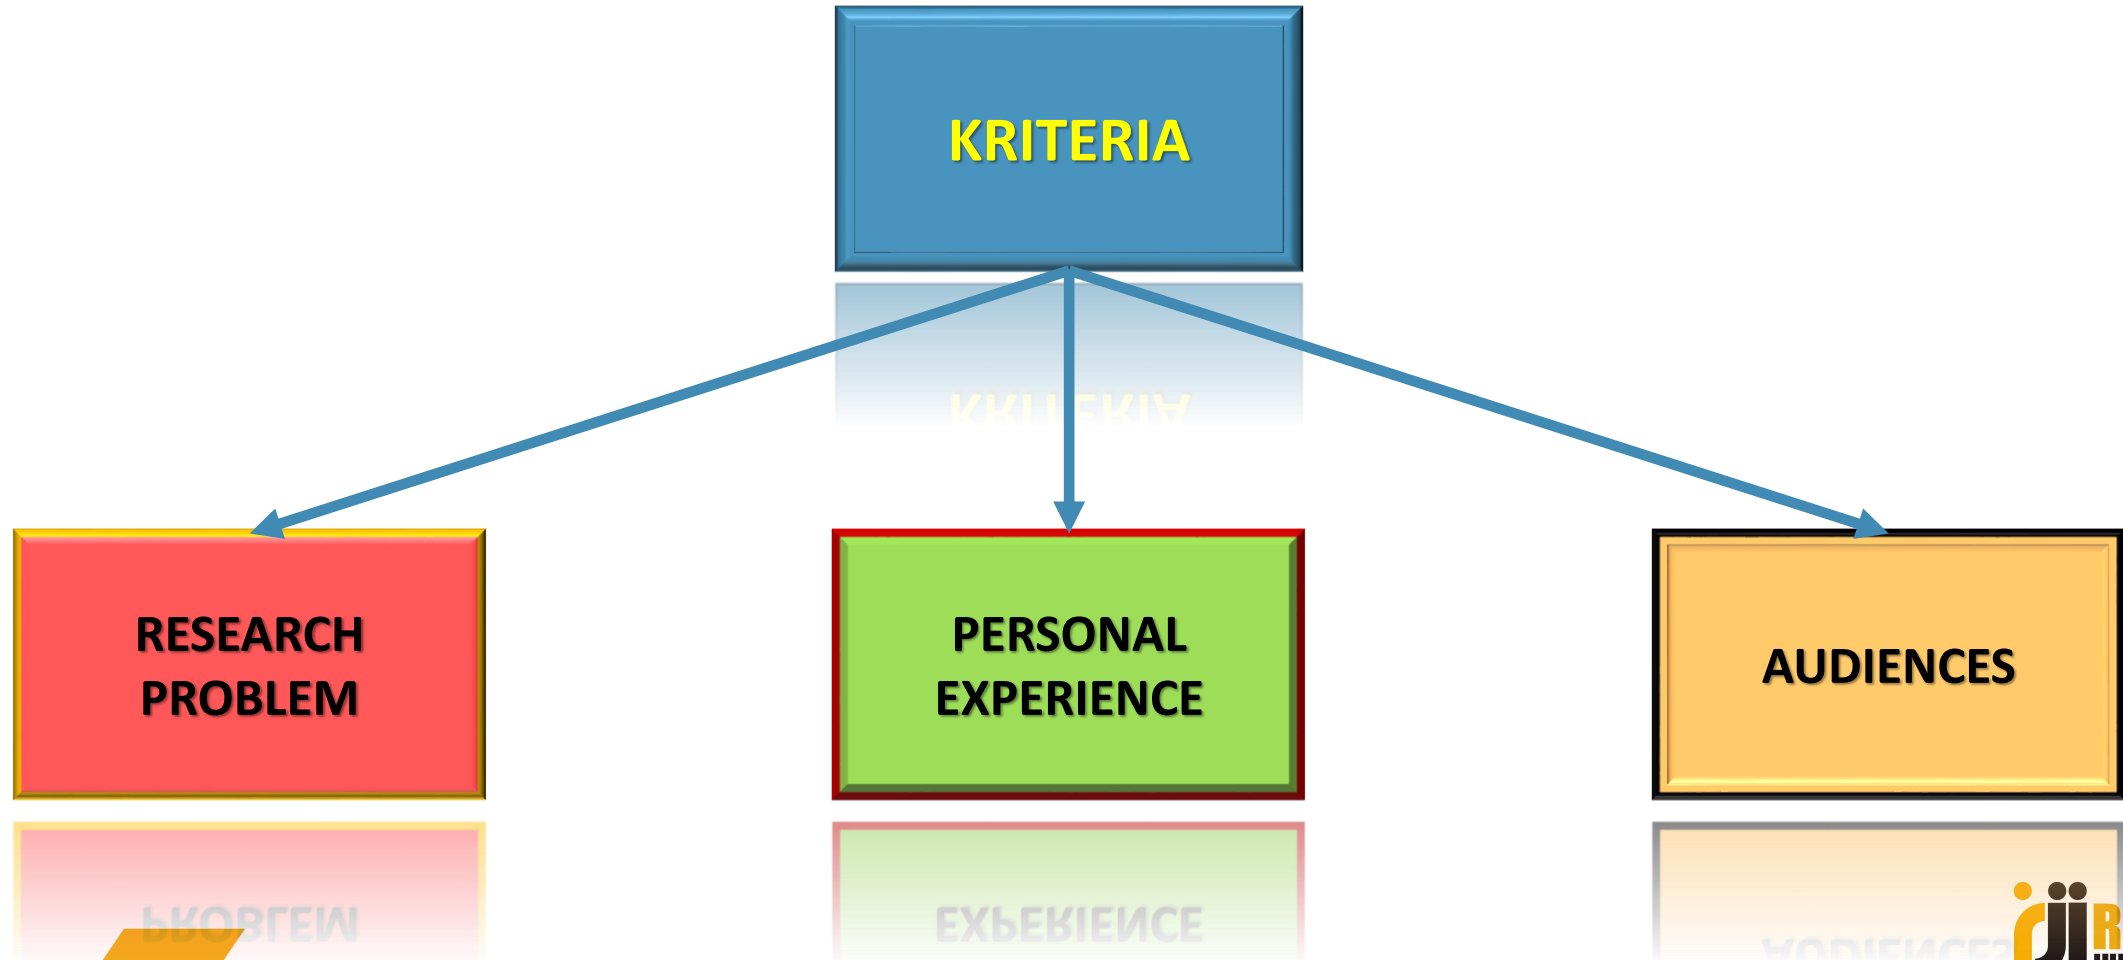 KRITERIA
RESEARCH
PROBLEM
PERSONAL
EXPERIENCE
AUDIENCES
R